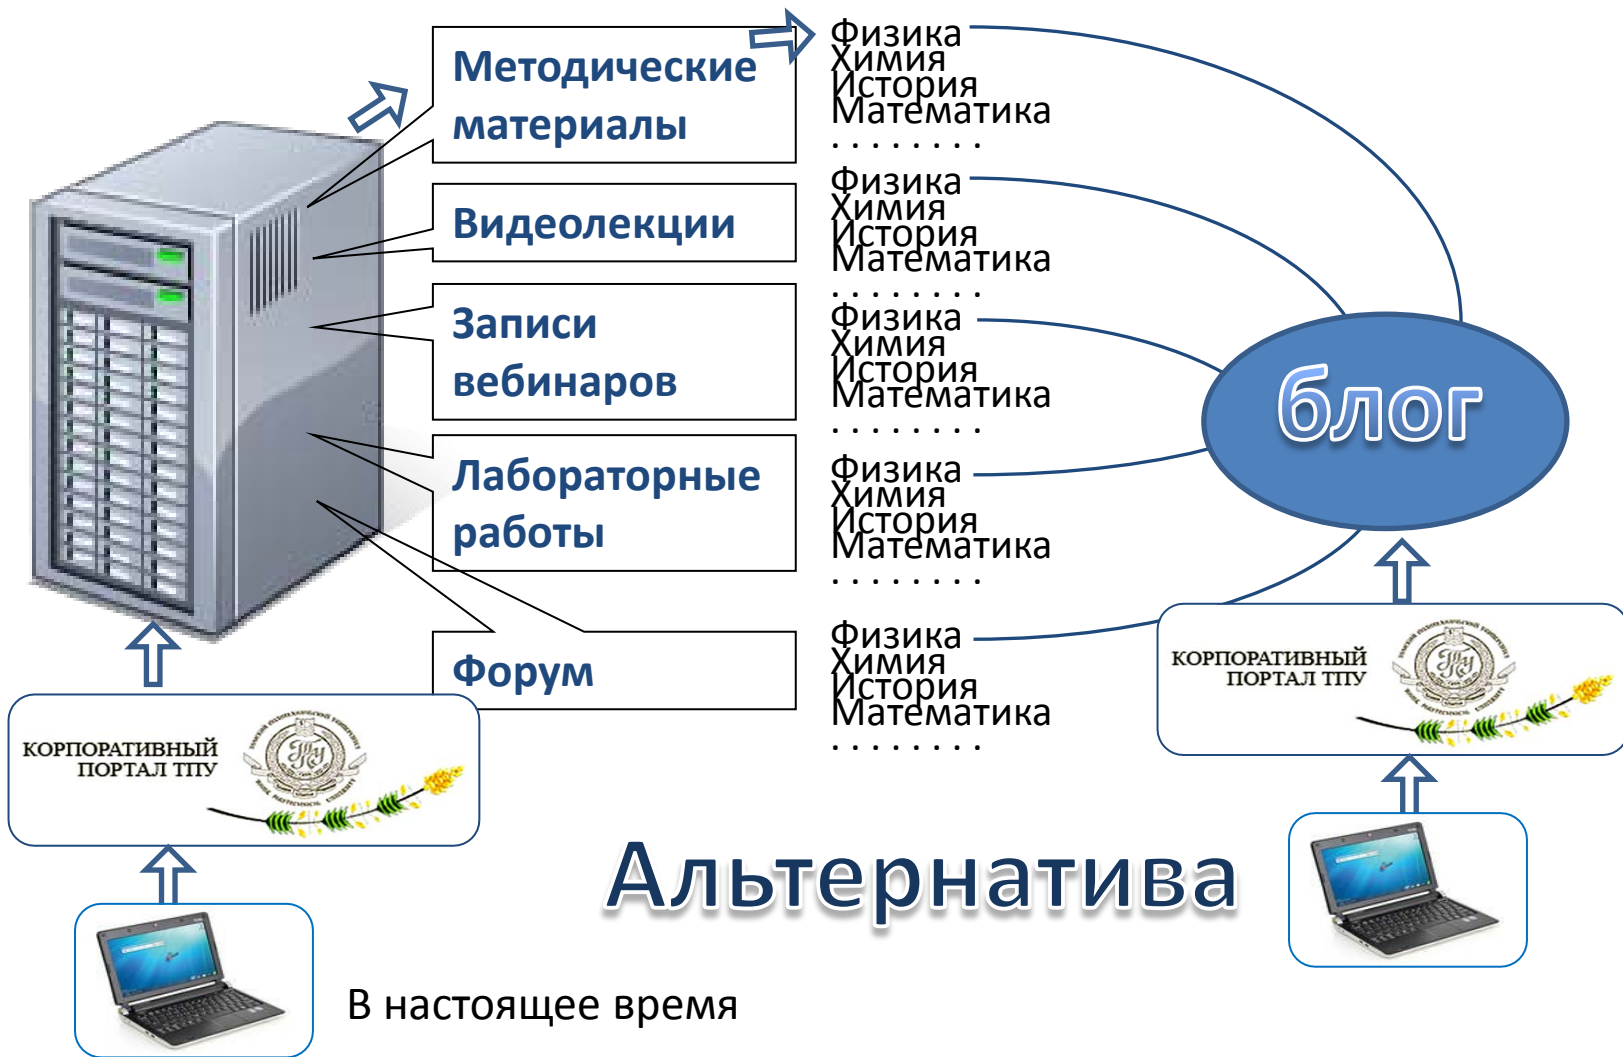 Методические
материалы
Физика
Химия
История
Математика
. . . . . . . .
Видеолекции
Физика
Химия
История
Математика
. . . . . . . .
Записи
вебинаров
Физика
Химия
История
Математика
. . . . . . . .
Лабораторные
работы
Физика
Химия
История
Математика
. . . . . . . .
Форум
Физика
Химия
История
Математика
. . . . . . . .
блог
КОРПОРАТИВНЫЙ
ПОРТАЛ ТПУ
КОРПОРАТИВНЫЙ
ПОРТАЛ ТПУ
Альтернатива
В настоящее время